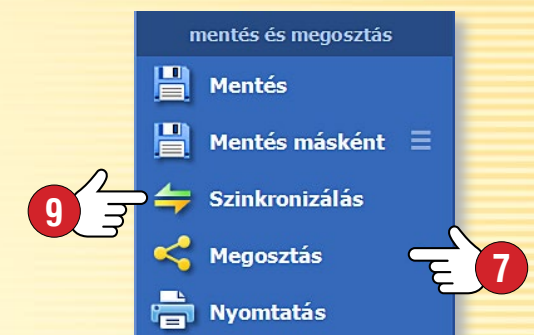 mentés és megosztás
Mentés
Mentés másként
9 Szinkronizálás
Megosztás 7
Nyomtatás